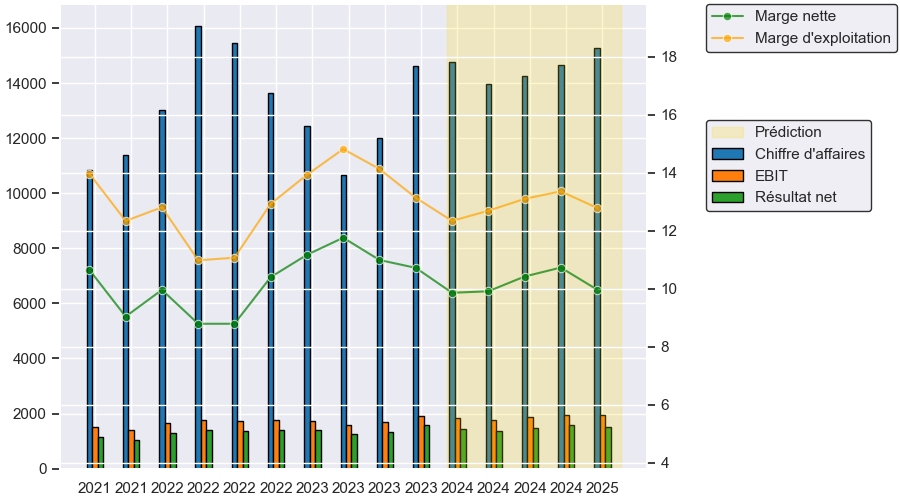 16000
14000
12000
10000
8000
6000
4000
2000
0
18
16
14
12
10
8
6
4
2021 2021 2022 2022 2022 2022 2023 2023 2023 2023 2024 2024 2024 2024 2025
Marge nette
Marge d'exploitation
Prédiction
Chiffre d'affaires
EBIT
Résultat net